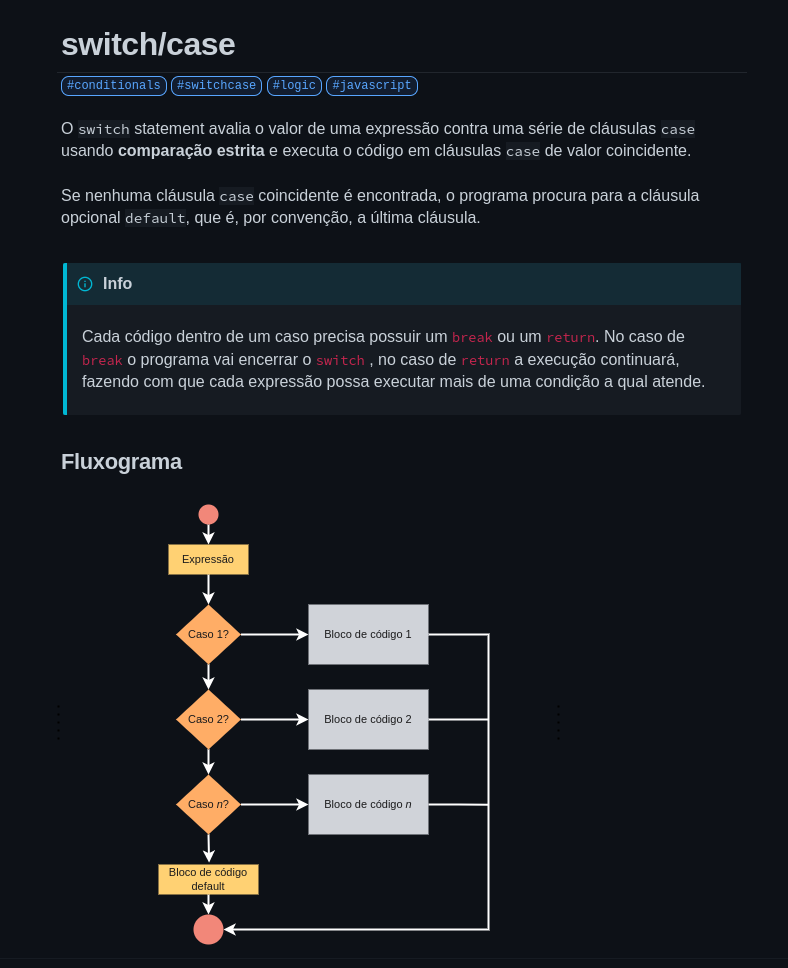 switch/case
#conditionals #switchcase #logic #javascript
O switch statement avalia o valor de uma expressão contra uma série de cláusulas case
usando comparação estrita e executa o código em cláusulas case de valor coincidente.
Se nenhuma cláusula case coincidente é encontrada, o programa procura para a cláusula
opcional default, que é, por convenção, a última cláusula.
Info
Cada código dentro de um caso precisa possuir um break ou um return. No caso de
break o programa vai encerrar o switch , no caso de return a execução continuará,
fazendo com que cada expressão possa executar mais de uma condição a qual atende.
Fluxograma
Expressão
Caso 1?
Bloco de código 1
Caso 2?
Bloco de código 2
Caso n?
Bloco de código n
Bloco de código
default